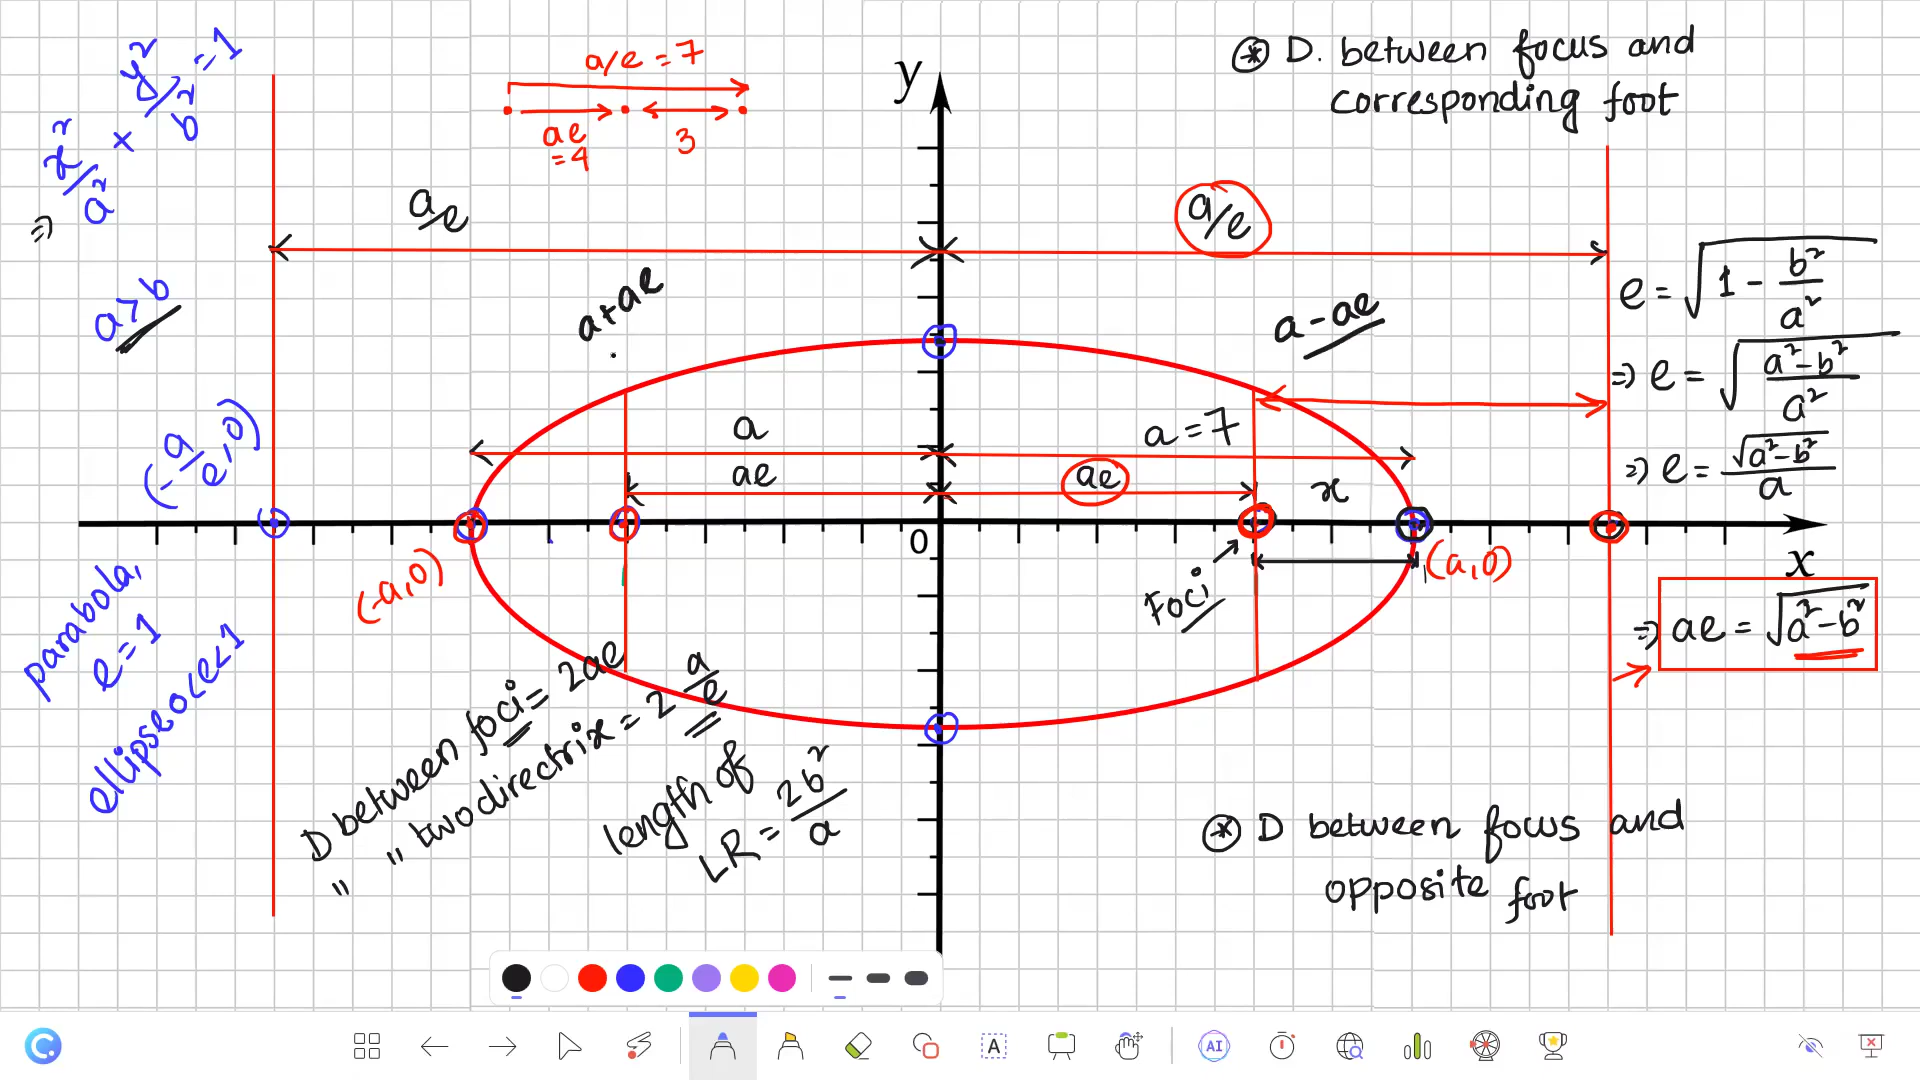 x²/a² + y²/b² = 1
⇒
a > b
a/e = 7
ae
= 4
3
y
⊛ D. between focus and
corresponding foot
a/e
a/e
a+ae
a - ae
e = √(1 - b²/a²)
⇒ e = √((a²-b²)/a²)
⇒ e = √(a²-b²)/a
⇒ ae = √(a²-b²)
(-a/e, 0)
a
a = 7
ae
ae
x
0
(-a, 0)
Foci
(a, 0)
x
parabola,
e = 1
ellipse 0<e<1
D between foci = 2ae
" " two directrix = 2 a/e
"
length of
LR = 2b²/a
⊛ D between focus and
opposite foot
A
AI